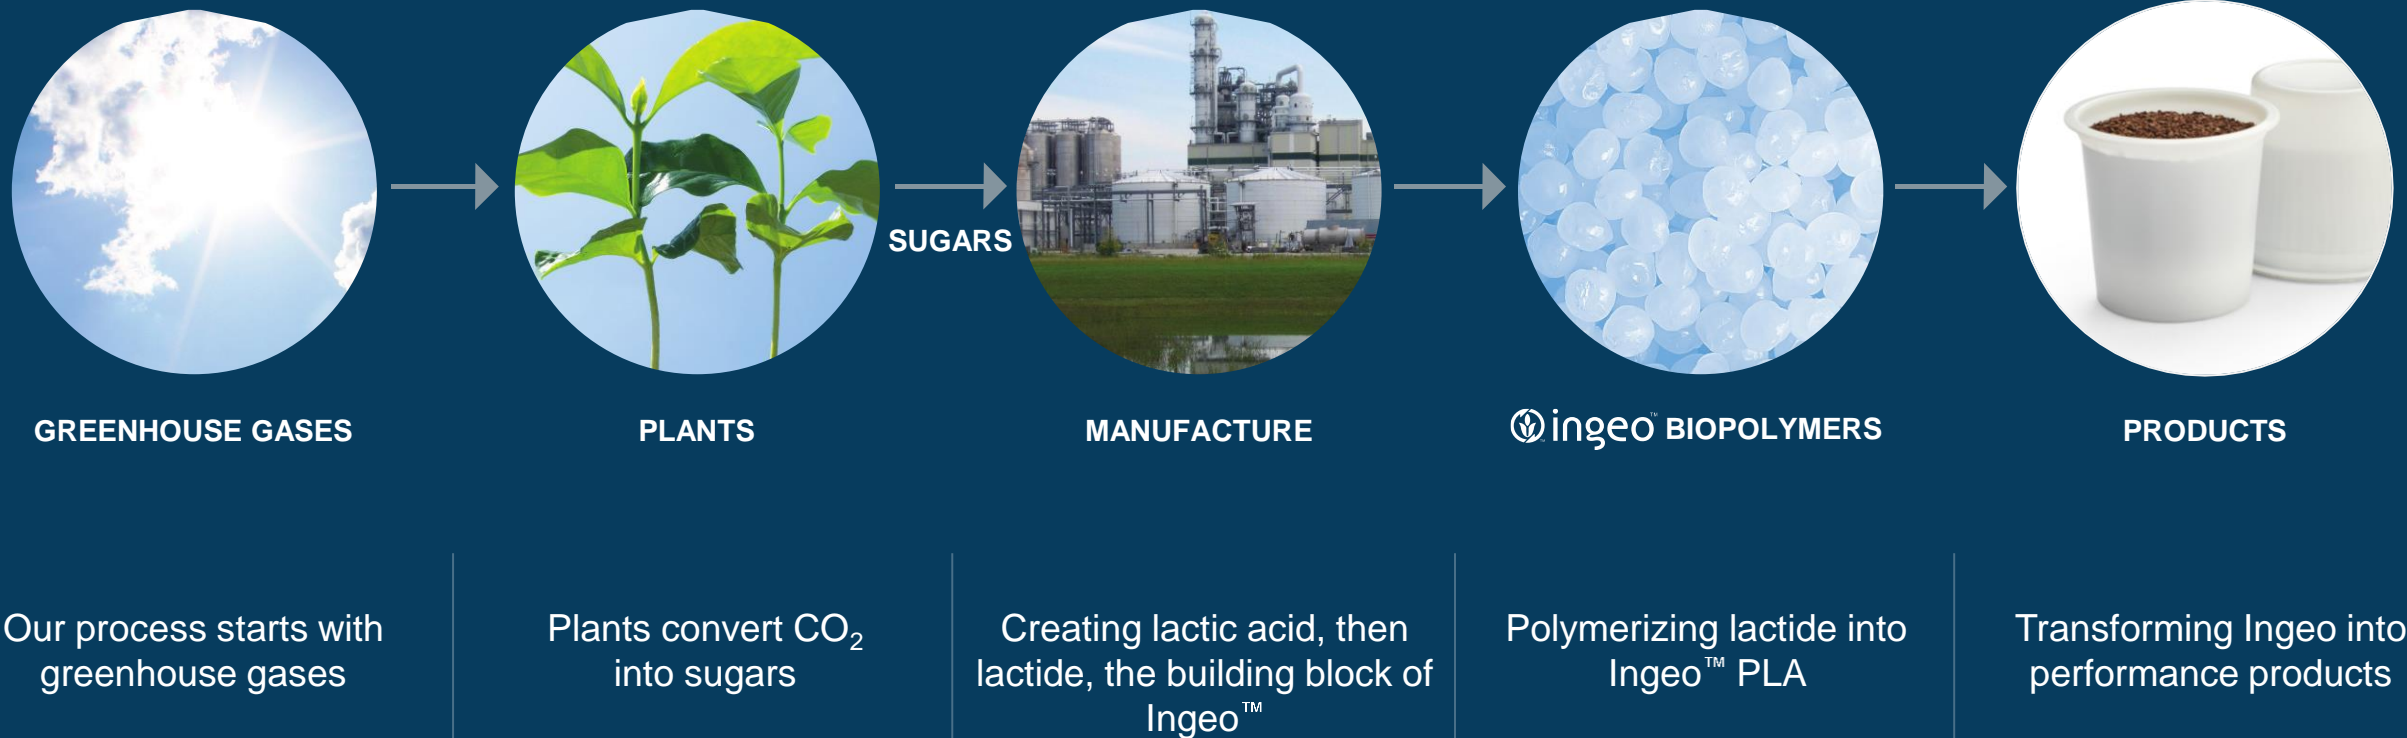 SUGARS
GREENHOUSE GASES
PLANTS
MANUFACTURE
ingeo™ BIOPOLYMERS
PRODUCTS
Our process starts with
greenhouse gases
Plants convert CO₂
into sugars
Creating lactic acid, then
lactide, the building block of
Ingeo™
Polymerizing lactide into
Ingeo™ PLA
Transforming Ingeo into
performance products